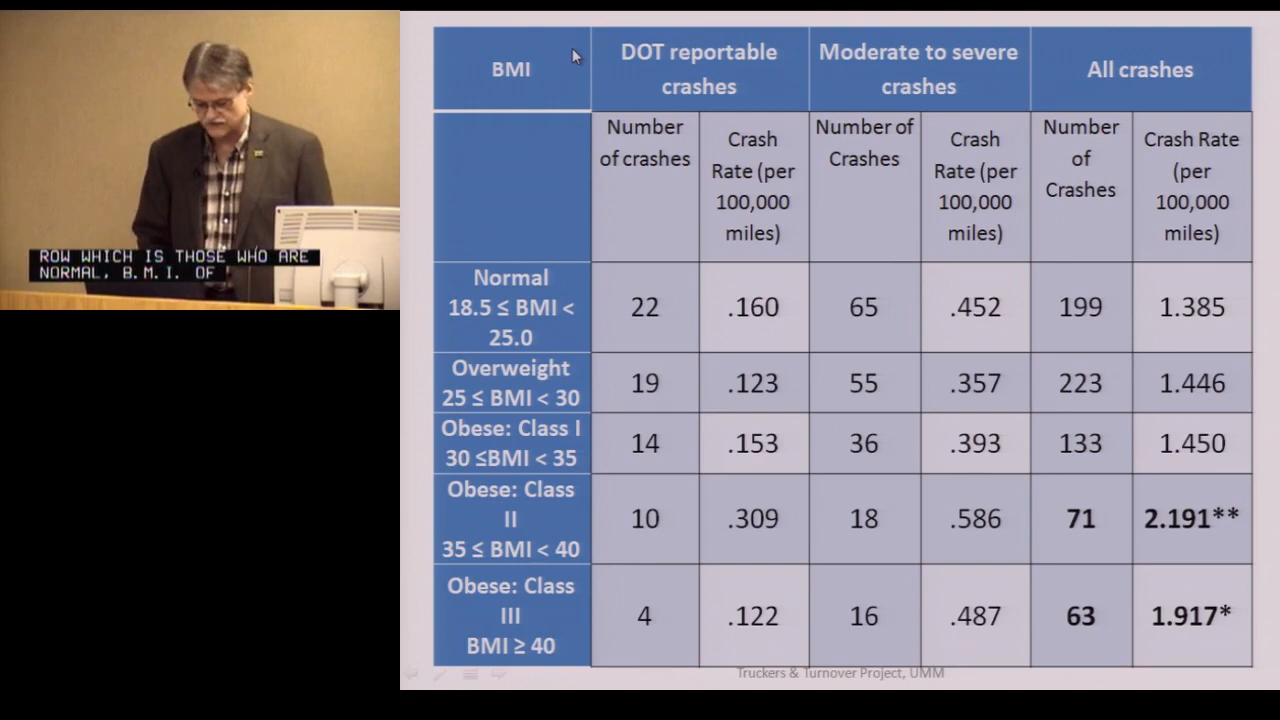 ROW WHICH IS THOSE WHO ARE
NORMAL, B.M.I. OF
BMI
DOT reportable
crashes
Moderate to severe
crashes
All crashes
Number
of crashes
Crash
Rate (per
100,000
miles)
Number of
Crashes
Crash
Rate (per
100,000
miles)
Number
of
Crashes
Crash Rate
(per
100,000
miles)
Normal
18.5 ≤ BMI <
25.0
22
.160
65
.452
199
1.385
Overweight
25 ≤ BMI < 30
19
.123
55
.357
223
1.446
Obese: Class I
30 ≤BMI < 35
14
.153
36
.393
133
1.450
Obese: Class
II
35 ≤ BMI < 40
10
.309
18
.586
71
2.191**
Obese: Class
III
BMI ≥ 40
4
.122
16
.487
63
1.917*
Truckers & Turnover Project, UMM